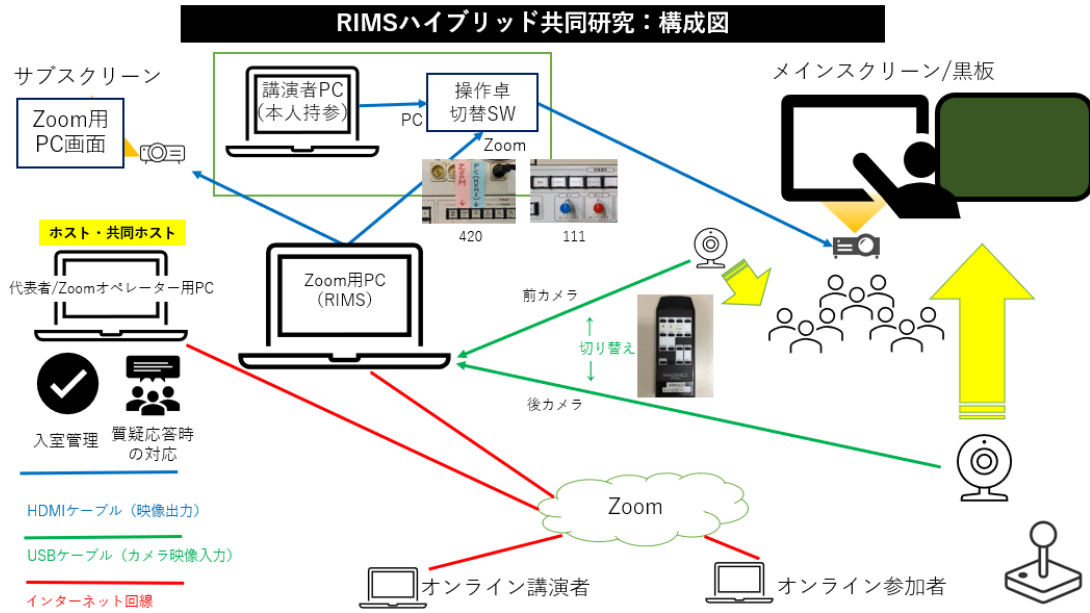 RIMSハイブリッド共同研究：構成図
サブスクリーン
Zoom用
PC画面
講演者PC
(本人持参)
PC
操作卓
切替SW
Zoom
メインスクリーン/黒板
ZOOM
PC(HDMI)
420
111
ホスト・共同ホスト
代表者/Zoomオペレーター用PC
Zoom用PC
（RIMS）
前カメラ
切り替え
後カメラ
入室管理
質疑応答時
の対応
HDMIケーブル（映像出力）
USBケーブル（カメラ映像入力）
インターネット回線
Zoom
オンライン講演者
オンライン参加者